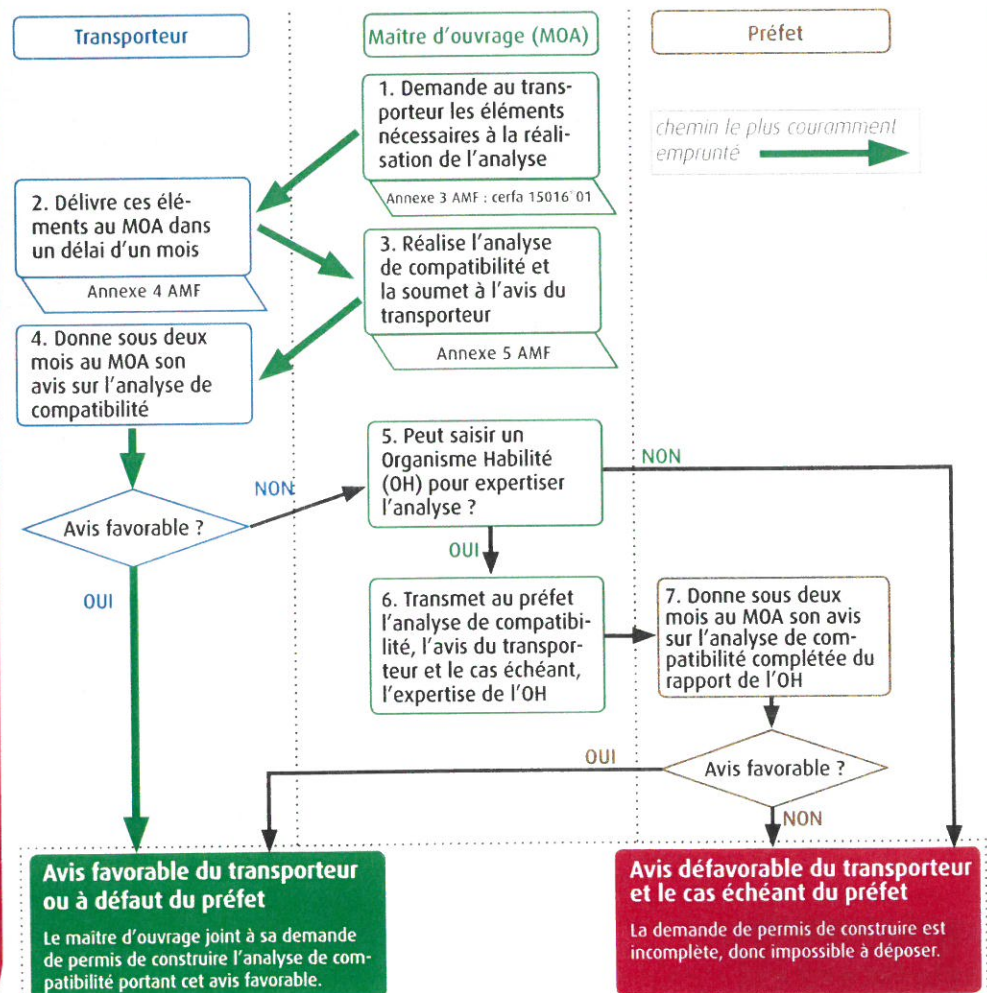 Transporteur
Maître d'ouvrage (MOA)
Préfet
1. Demande au trans-
porteur les éléments
nécessaires à la réali-
sation de l'analyse
Annexe 3 AMF : cerfa 15016*01
chemin le plus couramment
emprunté
2. Délivre ces élé-
ments au MOA dans
un délai d'un mois
Annexe 4 AMF
3. Réalise l'analyse
de compatibilité et
la soumet à l'avis du
transporteur
Annexe 5 AMF
4. Donne sous deux
mois au MOA son
avis sur l'analyse de
compatibilité
5. Peut saisir un
Organisme Habilité
(OH) pour expertiser
l'analyse ?
NON
NON
Avis favorable ?
OUI
OUI
6. Transmet au préfet
l'analyse de compatibi-
lité, l'avis du transpor-
teur et le cas échéant,
l'expertise de l'OH
7. Donne sous deux
mois au MOA son avis
sur l'analyse de com-
patibilité complétée du
rapport de l'OH
OUI
Avis favorable ?
NON
Avis favorable du transporteur
ou à défaut du préfet
Le maître d'ouvrage joint à sa demande
de permis de construire l'analyse de com-
patibilité portant cet avis favorable.
Avis défavorable du transporteur
et le cas échéant du préfet
La demande de permis de construire est
incomplète, donc impossible à déposer.